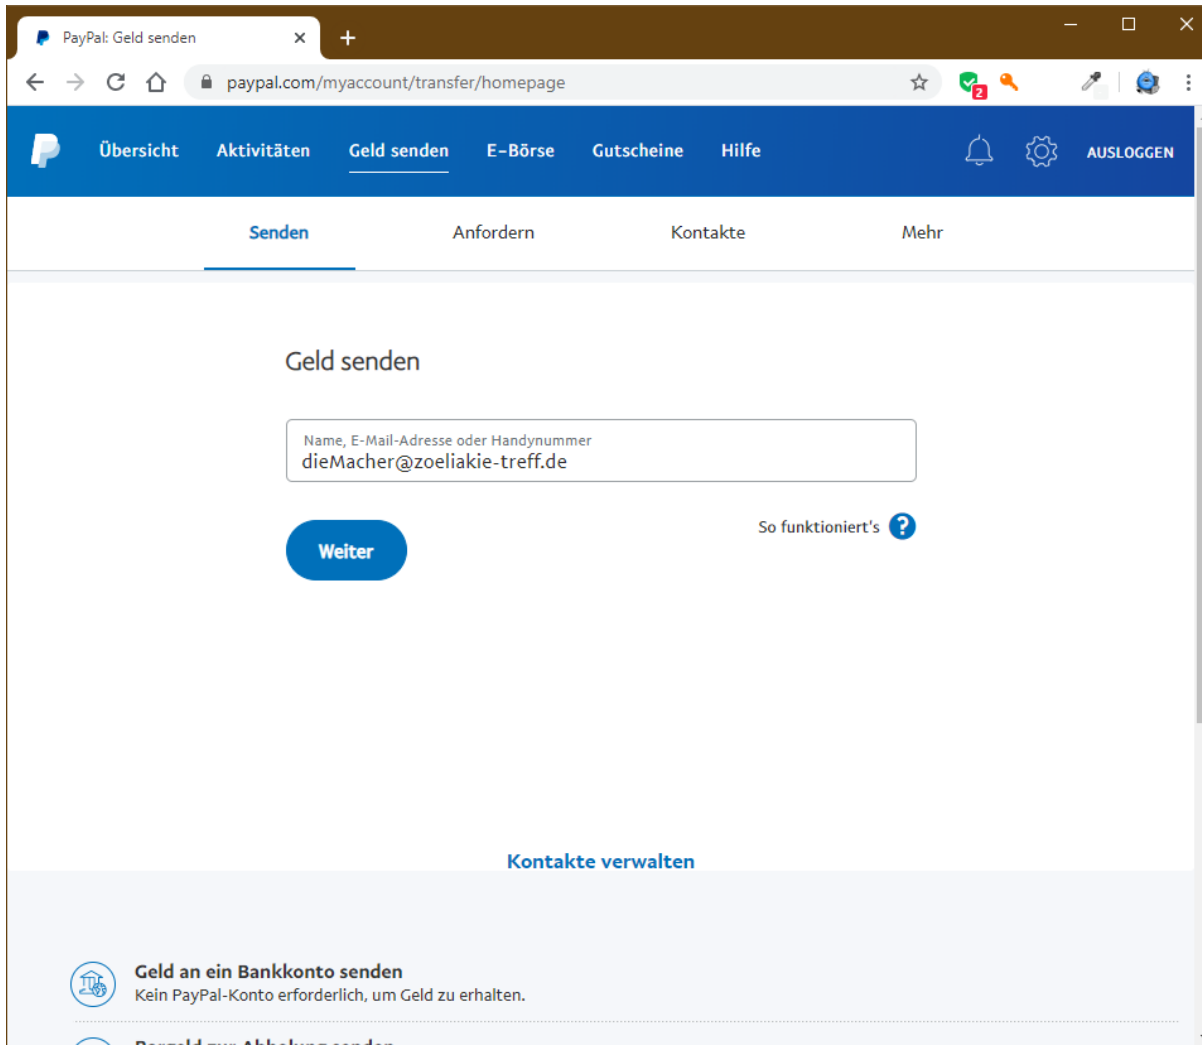 PayPal: Geld senden
paypal.com/myaccount/transfer/homepage
2
Übersicht Aktivitäten Geld senden E-Börse Gutscheine Hilfe AUSLOGGEN
Senden Anfordern Kontakte Mehr
Geld senden
Name, E-Mail-Adresse oder Handynummer
dieMacher@zoeliakie-treff.de
So funktioniert's ?
Weiter
Kontakte verwalten
Geld an ein Bankkonto senden
Kein PayPal-Konto erforderlich, um Geld zu erhalten.